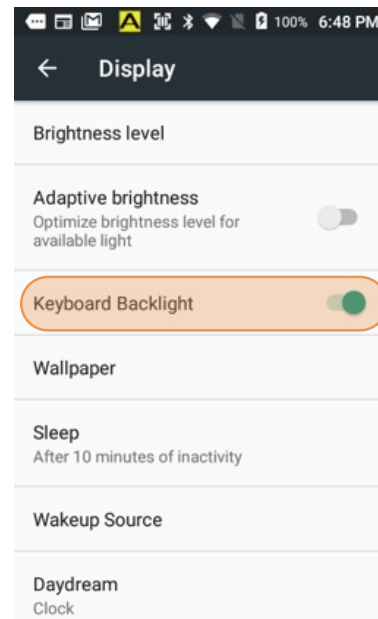 100% 6:48 PM
Display
Brightness level
Adaptive brightness
Optimize brightness level for
available light
Keyboard Backlight
Wallpaper
Sleep
After 10 minutes of inactivity
Wakeup Source
Daydream
Clock